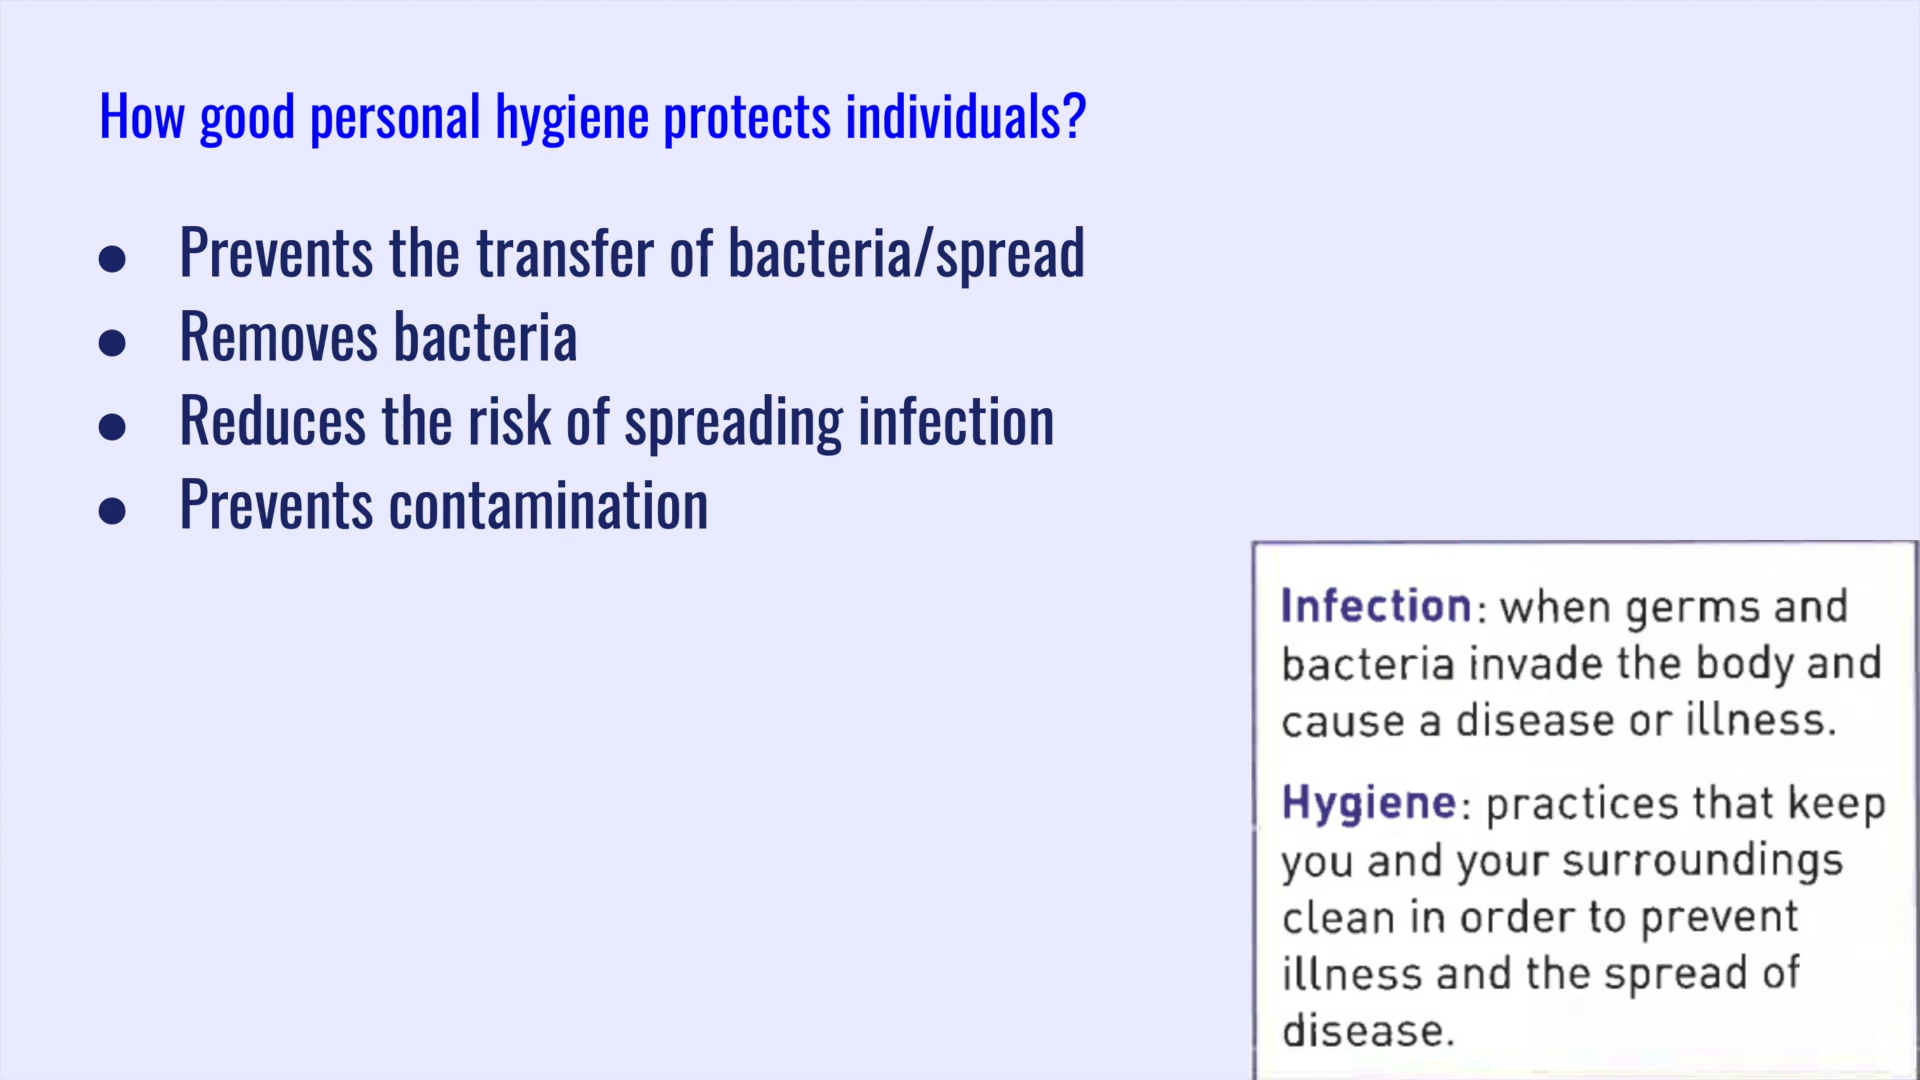 How good personal hygiene protects individuals?
● Prevents the transfer of bacteria/spread
● Removes bacteria
● Reduces the risk of spreading infection
● Prevents contamination
Infection: when germs and
bacteria invade the body and
cause a disease or illness.
Hygiene: practices that keep
you and your surroundings
clean in order to prevent
illness and the spread of
disease.